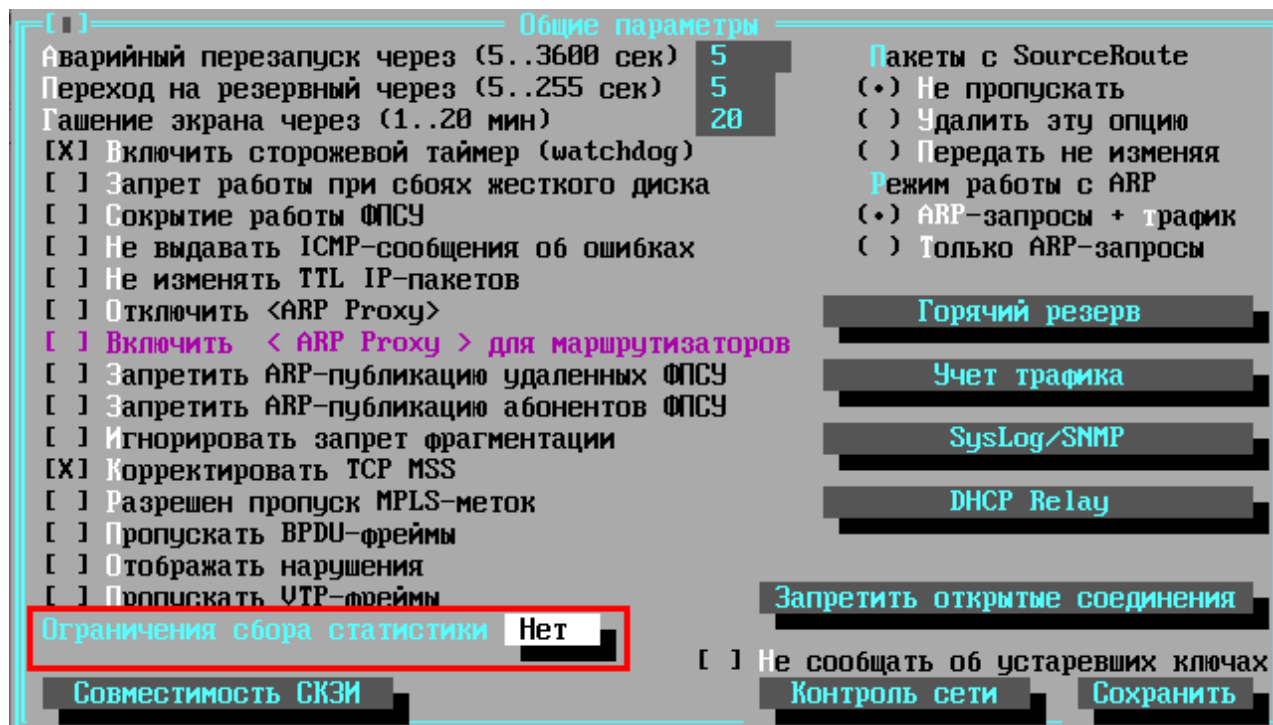 [▮] Общие параметры
Аварийный перезапуск через (5..3600 сек) 5
Переход на резервный через (5..255 сек) 5
Гашение экрана через (1..20 мин) 20
[X] Включить сторожевой таймер (watchdog)
[ ] Запрет работы при сбоях жесткого диска
[ ] Сокрытие работы ФПСУ
[ ] Не выдавать ICMP-сообщения об ошибках
[ ] Не изменять TTL IP-пакетов
[ ] Отключить <ARP Proxy>
[ ] Включить < ARP Proxy > для маршрутизаторов
[ ] Запретить ARP-публикацию удаленных ФПСУ
[ ] Запретить ARP-публикацию абонентов ФПСУ
[ ] Игнорировать запрет фрагментации
[X] Корректировать TCP MSS
[ ] Разрешен пропуск MPLS-меток
[ ] Пропускать BPDU-фреймы
[ ] Отображать нарушения
[ ] Пропускать VTP-фреймы
Ограничения сбора статистики Нет
Совместимость СКЗИ
Пакеты с SourceRoute
(•) Не пропускать
( ) Удалить эту опцию
( ) Передать не изменяя
Режим работы с ARP
(•) ARP-запросы + трафик
( ) Только ARP-запросы
Горячий резерв
Учет трафика
SysLog/SNMP
DHCP Relay
Запретить открытые соединения
[ ] Не сообщать об устаревших ключах
Контроль сети Сохранить